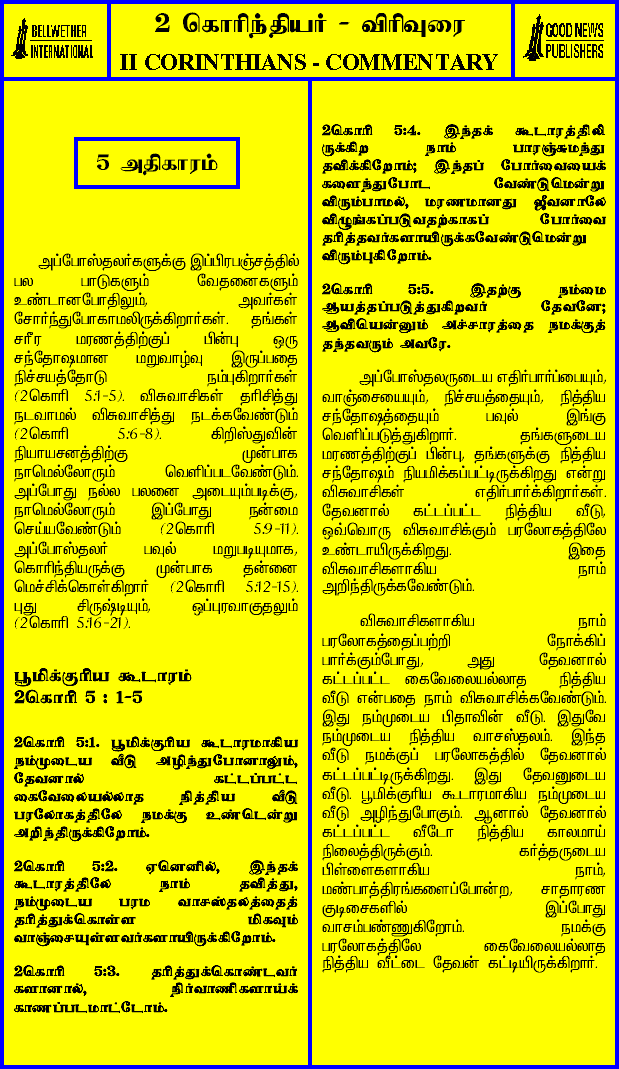 BELLWETHER
INTERNATIONAL
2 கொரிந்தியர் - விரிவுரை
II CORINTHIANS - COMMENTARY
GOOD NEWS
PUBLISHERS
5 அதிகாரம்
அப்போஸ்தலர்களுக்கு இப்பிரபஞ்சத்தில்
பல பாடுகளும் வேதனைகளும்
உண்டானபோதிலும், அவர்கள்
சோர்ந்துபோகாமலிருக்கிறார்கள். தங்கள்
சரீர மரணத்திற்குப் பின்பு ஒரு
சந்தோஷமான மறுவாழ்வு இருப்பதை
நிச்சயத்தோடு நம்புகிறார்கள்
(2கொரி 5:1-5). விசுவாசிகள் தரிசித்து
நடவாமல் விசுவாசித்து நடக்கவேண்டும்
(2கொரி 5:6-8). கிறிஸ்துவின்
நியாயசனத்திற்கு முன்பாக
நாமெல்லோரும் வெளிப்படவேண்டும்.
அப்போது நல்ல பலனை அடையும்படிக்கு,
நாமெல்லோரும் இப்போது நன்மை
செய்யவேண்டும் (2கொரி 5:9-11).
அப்போஸ்தலர் பவுல் மறுபடியுமாக,
கொரிந்தியருக்கு முன்பாக தன்னை
மெச்சிக்கொள்கிறார் (2கொரி 5:12-15).
புது சிருஷ்டியும், ஒப்புரவாகுதலும்
(2கொரி 5:16-21).
பூமிக்குரிய கூடாரம்
2கொரி 5 : 1-5
2கொரி 5:1. பூமிக்குரிய கூடாரமாகிய
நம்முடைய வீடு அழிந்துபோனாலும்,
தேவனால் கட்டப்பட்ட
கைவேலையல்லாத நித்திய வீடு
பரலோகத்திலே நமக்கு உண்டென்று
அறிந்திருக்கிறோம்.
2கொரி 5:2. ஏனெனில், இந்தக்
கூடாரத்திலே நாம் தவித்து,
நம்முடைய பரம வாசஸ்தலத்தைத்
தரித்துக்கொள்ள மிகவும்
வாஞ்சையுள்ளவர்களாயிருக்கிறோம்.
2கொரி 5:3. தரித்துக்கொண்டவர்
களானால், நிர்வாணிகளாய்க்
காணப்படமாட்டோம்.
2கொரி 5:4. இந்தக் கூடாரத்திலி
ருக்கிற நாம் பாரஞ்சுமந்து
தவிக்கிறோம்; இந்தப் போர்வையைக்
களைந்துபோட வேண்டுமென்று
விரும்பாமல், மரணமானது ஜீவனாலே
விழுங்கப்படுவதற்காகப் போர்வை
தரித்தவர்களாயிருக்கவேண்டுமென்று
விரும்புகிறோம்.
2கொரி 5:5. இதற்கு நம்மை
ஆயத்தப்படுத்துகிறவர் தேவனே;
ஆவியென்னும் அச்சாரத்தை நமக்குத்
தந்தவரும் அவரே.
அப்போஸ்தலருடைய எதிர்பார்ப்பையும்,
வாஞ்சையையும், நிச்சயத்தையும், நித்திய
சந்தோஷத்தையும் பவுல் இங்கு
வெளிப்படுத்துகிறார். தங்களுடைய
மரணத்திற்குப் பின்பு, தங்களுக்கு நித்திய
சந்தோஷம் நியமிக்கப்பட்டிருக்கிறது என்று
விசுவாசிகள் எதிர்பார்க்கிறார்கள்.
தேவனால் கட்டப்பட்ட நித்திய வீடு,
ஒவ்வொரு விசுவாசிக்கும் பரலோகத்திலே
உண்டாயிருக்கிறது. இதை
விசுவாசிகளாகிய நாம்
அறிந்திருக்கவேண்டும்.
விசுவாசிகளாகிய நாம்
பரலோகத்தைப்பற்றி நோக்கிப்
பார்க்கும்போது, அது தேவனால்
கட்டப்பட்ட கைவேலையல்லாத நித்திய
வீடு என்பதை நாம் விசுவாசிக்கவேண்டும்.
இது நம்முடைய பிதாவின் வீடு. இதுவே
நம்முடைய நித்திய வாசஸ்தலம். இந்த
வீடு நமக்குப் பரலோகத்தில் தேவனால்
கட்டப்பட்டிருக்கிறது. இது தேவனுடைய
வீடு. பூமிக்குரிய கூடாரமாகிய நம்முடைய
வீடு அழிந்துபோகும். ஆனால் தேவனால்
கட்டப்பட்ட வீடோ நித்திய காலமாய்
நிலைத்திருக்கும். கர்த்தருடைய
பிள்ளைகளாகிய நாம்,
மண்பாத்திரங்களைப்போன்ற, சாதாரண
குடிசைகளில் இப்போது
வாசம்பண்ணுகிறோம். நமக்கு
பரலோகத்திலே கைவேலையல்லாத
நித்திய வீட்டை தேவன் கட்டியிருக்கிறார்.